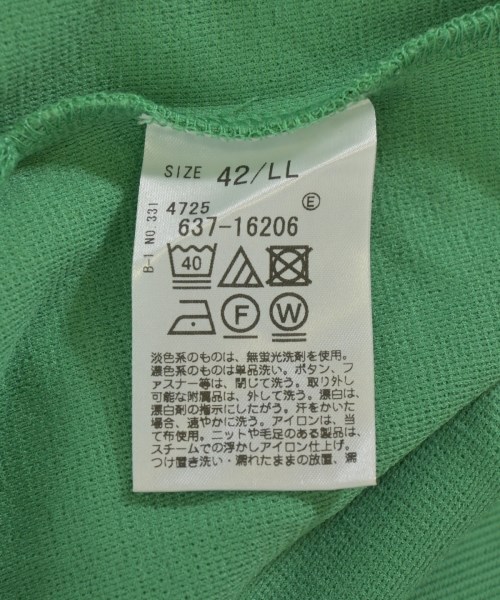 SIZE 42/LL
B-1 NO.331
4725
E
637-16206
40
F W
淡色系のものは、無蛍光洗剤を使用。
濃色系のものは単品洗い。ボタン、フ
ァスナー等は、閉じて洗う。取り外し
可能な附属品は、外して洗う。漂白は、
漂白剤の指示にしたがう。汗をかいた
場合、速やかに洗う。アイロンは、当
て布使用。ニットや毛足のある製品は、
スチームでの浮かしアイロン仕上げ。
つけ置き洗い・濡れたままの放置、濡